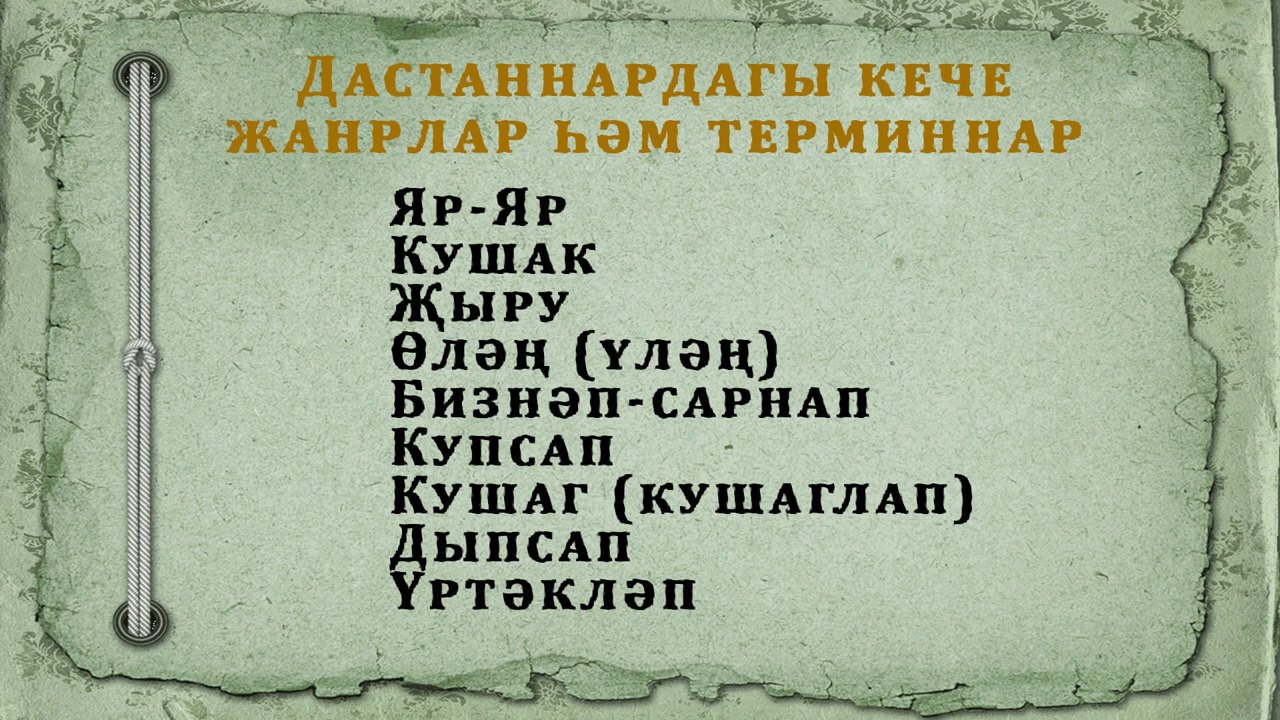 Дастаннардагы кече
жанрлар һәм терминнар
Яр-Яр
Кушак
Җыру
Өләң (үләң)
Бизнәп-сарнап
Купсап
Кушаг (кушаглап)
Дыпсап
Үртәкләп